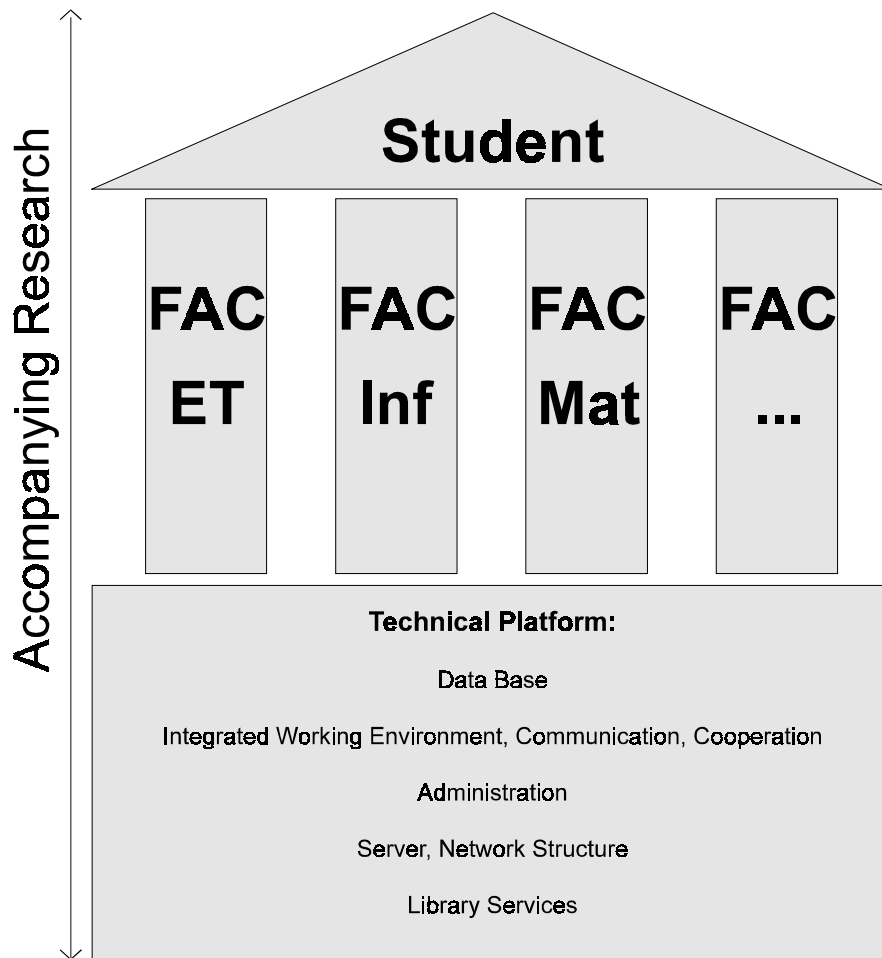 Accompanying Research
Student
FAC
ET
FAC
Inf
FAC
Mat
FAC
...
Technical Platform:
Data Base
Integrated Working Environment, Communication, Cooperation
Administration
Server, Network Structure
Library Services